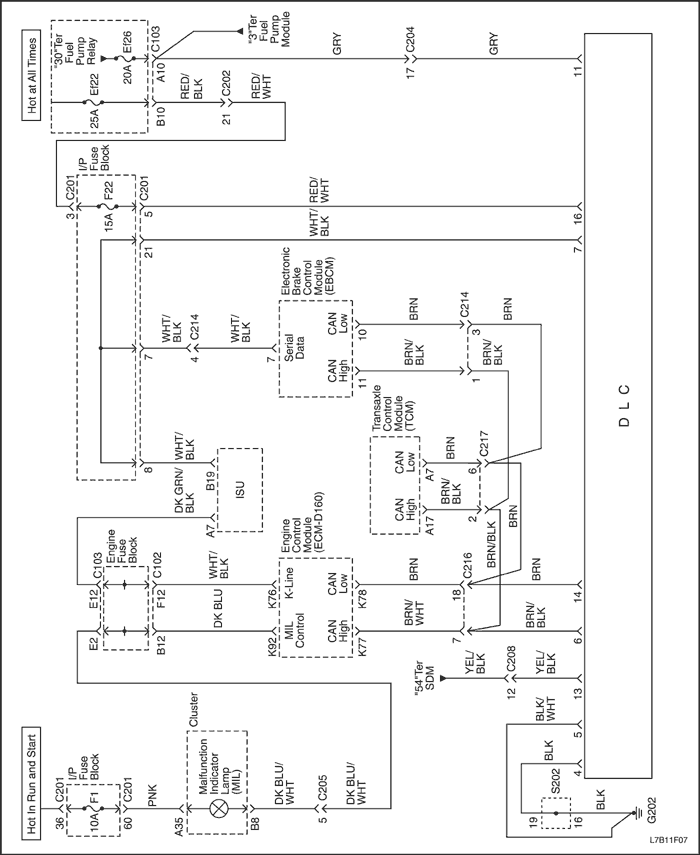 Hot at All Times
"30"Ter
Fuel
Pump
Relay
Ef26
20A
Ef22
25A
C103
A10
B10
"3"Ter
Fuel
Pump
Module
GRY
C204
17
GRY
11
RED/
BLK
C202
21
RED/
WHT
I/P
Fuse
Block
C201
3
F22
15A
C201
5
RED/
WHT
16
21
WHT/
BLK
7
7
WHT/
BLK
C214
4
WHT/
BLK
7
Electronic
Brake
Control
Module
(EBCM)
Serial
Data
CAN
Low
CAN
High
10
11
BRN
BRN/
BLK
C214
3
1
BRN
BRN/
BLK
8
WHT/
BLK
B19
ISU
A7
DK GRN/
BLK
Transaxle
Control
Module
(TCM)
CAN
Low
CAN
High
A7
A17
BRN
BRN/
BLK
C217
6
2
BRN
BRN/BLK
DLC
Engine
Fuse
Block
C103
E12
E2
C102
F12
B12
WHT/
BLK
DK BLU
K76
K92
Engine
Control
Module
(ECM-D160)
K-Line
MIL
Control
CAN
Low
CAN
High
K78
K77
BRN
BRN/
WHT
C216
18
7
BRN
BRN/
BLK
14
6
"54"Ter
SDM
YEL/
BLK
C208
12
YEL/
BLK
13
BLK/
WHT
5
BLK
4
S202
19
16
BLK
G202
Hot In Run and Start
I/P
Fuse
Block
C201
36
F1
10A
C201
60
PNK
A35
Cluster
Malfunction
Indicator
Lamp
(MIL)
B8
DK BLU/
WHT
C205
5
DK BLU/
WHT
L7B11F07